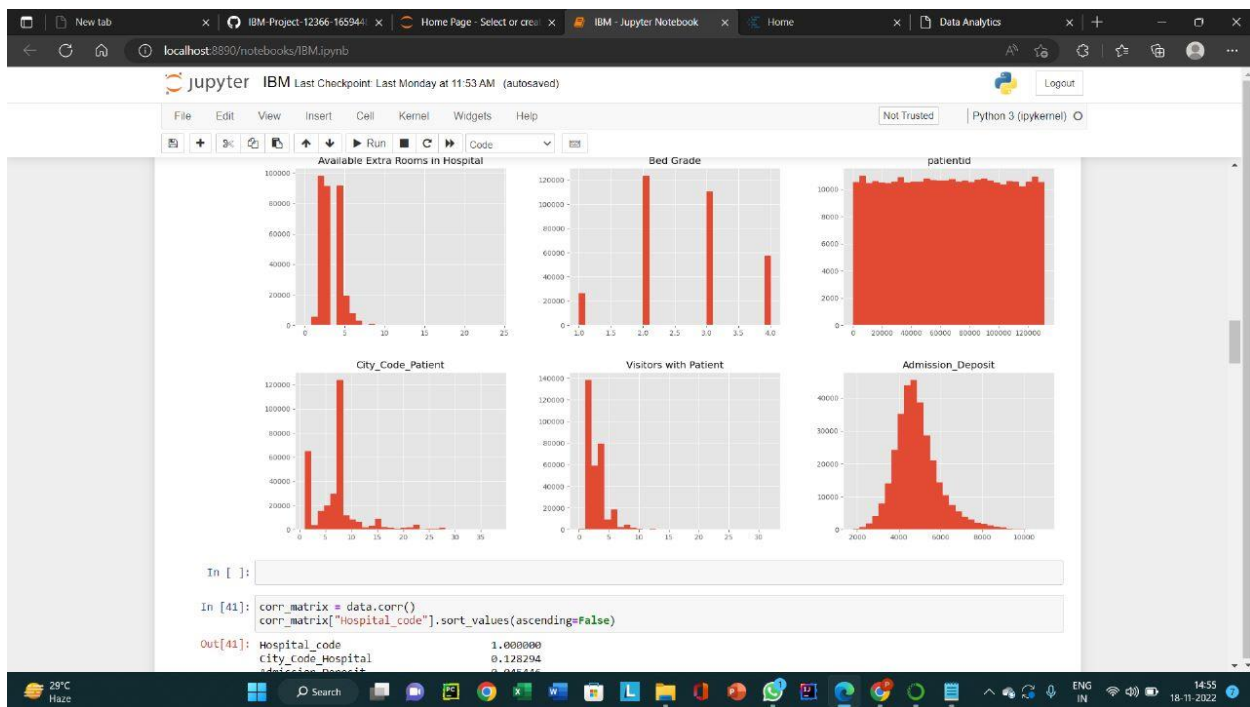 New tab
IBM-Project-12366-165944
Home Page - Select or creat
IBM - Jupyter Notebook
Home
Data Analytics
localhost:8890/notebooks/IBM.ipynb
jupyter IBM Last Checkpoint: Last Monday at 11:53 AM (autosaved)
Logout
File Edit View Insert Cell Kernel Widgets Help
Not Trusted
Python 3 (ipykernel)
Run
Code
Available Extra Rooms in Hospital
Bed Grade
patientid
100000
80000
60000
40000
20000
0
0 5 10 15 20 25
120000
100000
80000
60000
40000
20000
0
1.0 1.5 2.0 2.5 3.0 3.5 4.0
10000
8000
6000
4000
2000
0
0 20000 40000 60000 80000 100000 120000
City_Code_Patient
Visitors with Patient
Admission_Deposit
120000
100000
80000
60000
40000
20000
0
0 5 10 15 20 25 30 35
140000
120000
100000
80000
60000
40000
20000
0
0 5 10 15 20 25 30
40000
30000
20000
10000
0
2000 4000 6000 8000 10000
In [ ]:
In [41]: corr_matrix = data.corr()
corr_matrix["Hospital_code"].sort_values(ascending=False)
Out[41]: Hospital_code 1.000000
City_Code_Hospital 0.128294
Admission_Deposit 0.045446
29°C
Haze
Search
ENG
IN
14:55
18-11-2022